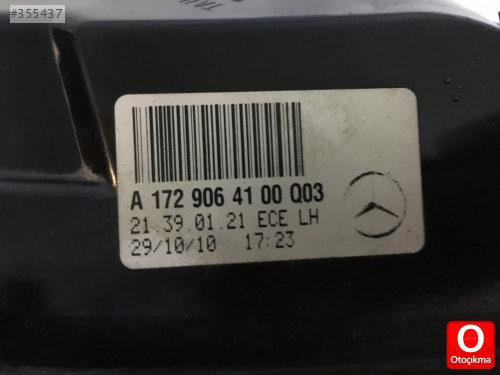 #355437
A 172 906 41 00 Q03
21.39.01.21 ECE LH
29/10/10 17:23
O
Otoçıkma